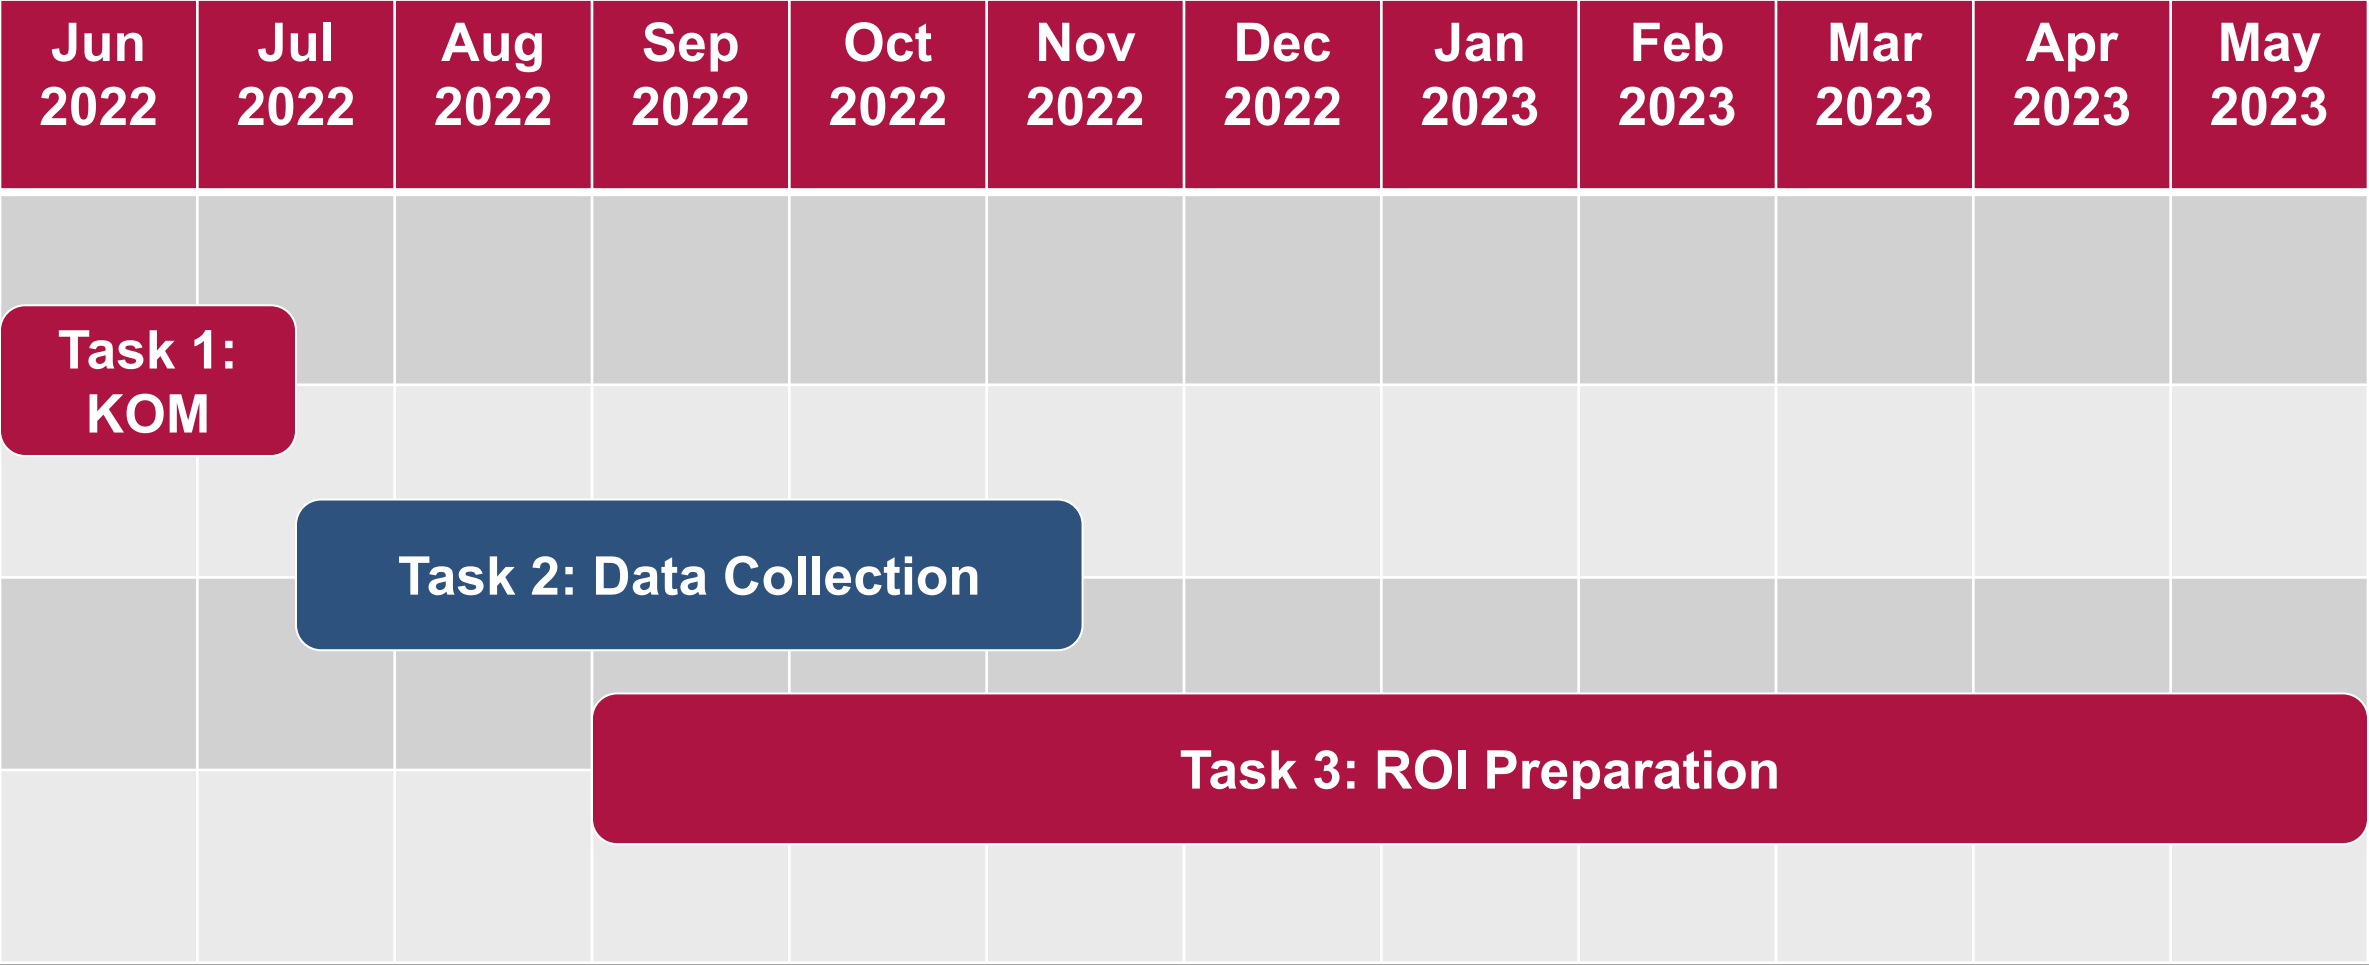 Jun Jul Aug Sep Oct Nov Dec Jan Feb Mar Apr May
2022 2022 2022 2022 2022 2022 2022 2023 2023 2023 2023 2023
Task 1:
KOM
Task 2: Data Collection
Task 3: ROI Preparation